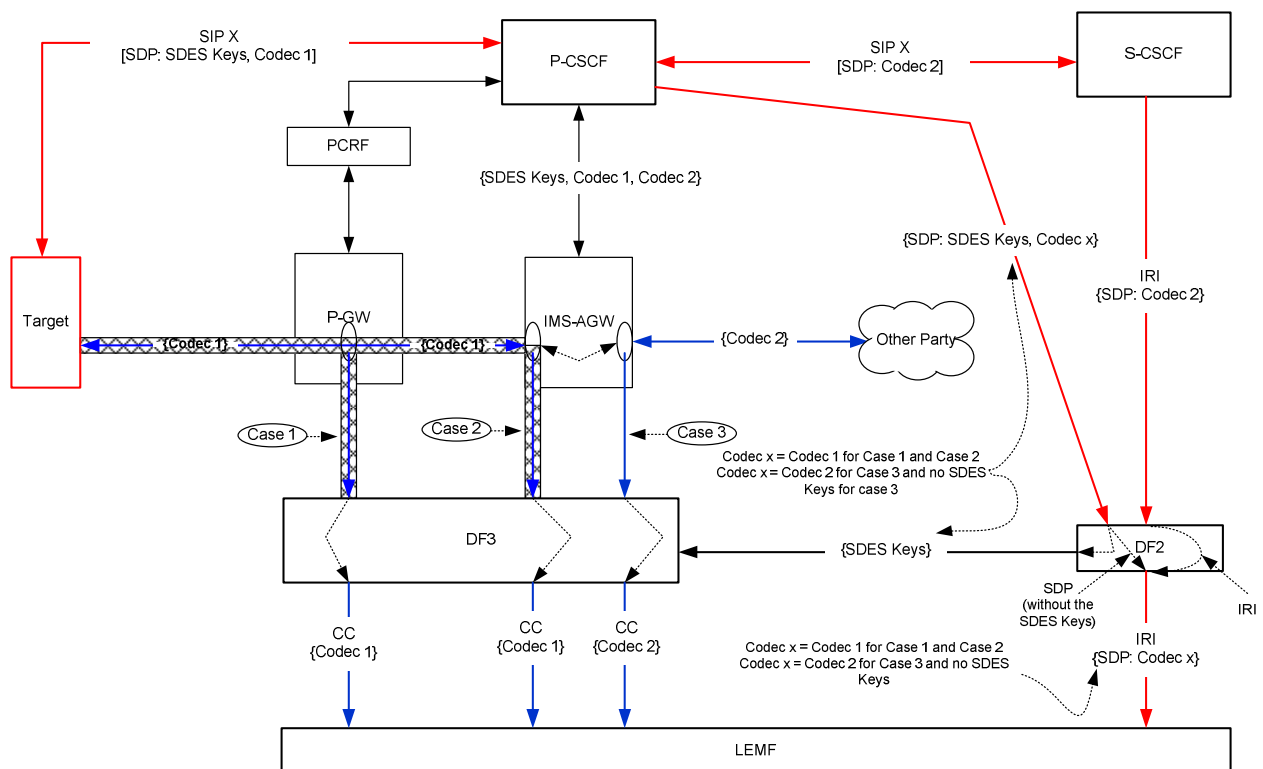 SIP X
[SDP: SDES Keys, Codec 1]
P-CSCF
SIP X
[SDP: Codec 2]
S-CSCF
PCRF
{SDES Keys, Codec 1, Codec 2}
{SDP: SDES Keys, Codec x}
IRI
{SDP: Codec 2}
Target
P-GW
IMS-AGW
{Codec 1}
{Codec 1}
{Codec 2}
Other Party
Case 1
Case 2
Case 3
Codec x = Codec 1 for Case 1 and Case 2
Codec x = Codec 2 for Case 3 and no SDES
Keys for case 3
DF3
{SDES Keys}
DF2
SDP
(without the
SDES Keys)
IRI
CC
{Codec 1}
CC
{Codec 1}
CC
{Codec 2}
Codec x = Codec 1 for Case 1 and Case 2
Codec x = Codec 2 for Case 3 and no SDES
Keys
IRI
{SDP: Codec x}
LEMF